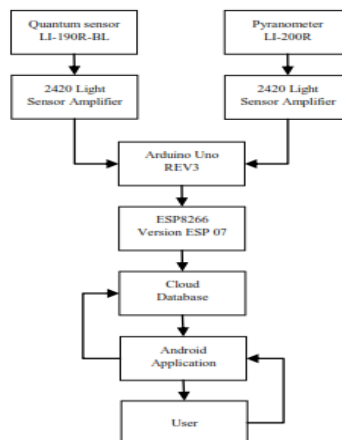 Quantum sensor
LI-190R-BL
Pyranometer
LI-200R
2420 Light
Sensor Amplifier
2420 Light
Sensor Amplifier
Arduino Uno
REV3
ESP8266
Version ESP 07
Cloud
Database
Android
Application
User